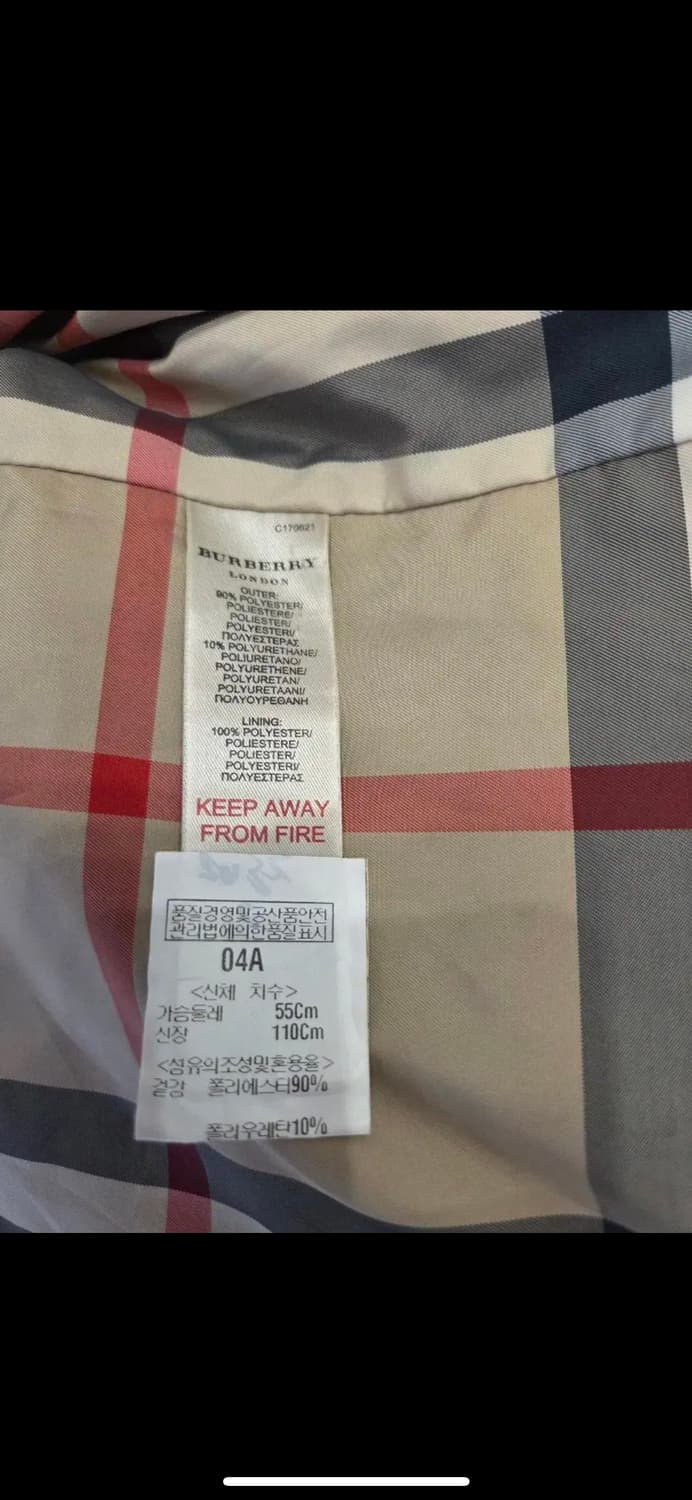 C170621
BURBERRY
LONDON
OUTER:
90% POLYESTER/
POLIESTERE/
POLIESTER/
POLYESTERI/
ΠΟΛΥΕΣΤΕΡΑΣ
10% POLYURETHANE/
POLIURETANO/
POLYURETHENE/
POLYURETAN/
POLYURETAANI/
ΠΟΛΥΟΥΡΕΘΑΝΗ
LINING:
100% POLYESTER/
POLIESTERE/
POLIESTER/
POLYESTERI/
ΠΟΛΥΕΣΤΕΡΑΣ
KEEP AWAY
FROM FIRE
품질경영및공산품안전
관리법에의한품질표시
04A
<신체 치수>
가슴둘레 55Cm
신장 110Cm
<섬유의조성및혼용율>
겉감 폴리에스터90%
폴리우레탄10%